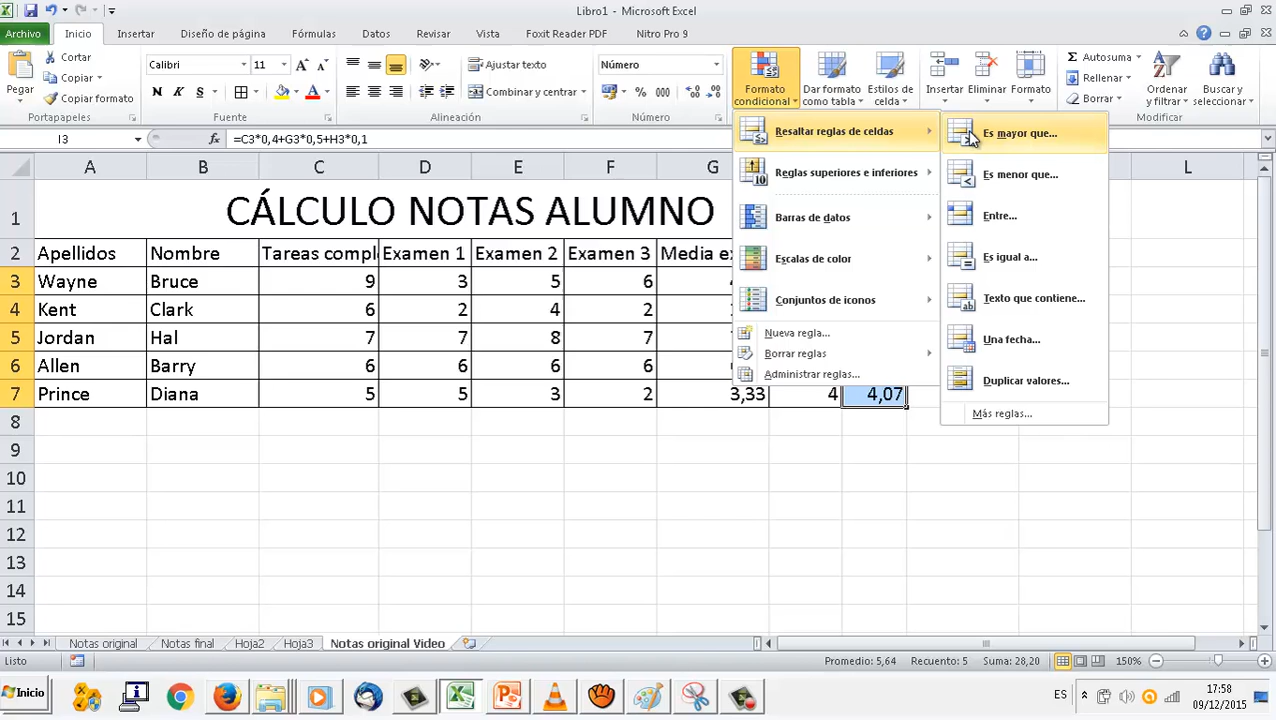 Libro1 - Microsoft Excel
Archivo Inicio Insertar Diseño de página Fórmulas Datos Revisar Vista Foxit Reader PDF Nitro Pro 9
Pegar
Cortar
Copiar
Copiar formato
Portapapeles
Calibri 11
N K S
Fuente
Ajustar texto
Combinar y centrar
Alineación
Número
% 000
Número
Formato condicional
Dar formato como tabla
Estilos de celda
Insertar Eliminar Formato
Σ Autosuma
Rellenar
Borrar
Ordenar y filtrar
Buscar y seleccionar
Modificar
I3 fx =C3*0,4+G3*0,5+H3*0,1
Resaltar reglas de celdas
Reglas superiores e inferiores
Barras de datos
Escalas de color
Conjuntos de iconos
Nueva regla...
Borrar reglas
Administrar reglas...
Es mayor que...
Es menor que...
Entre...
Es igual a...
Texto que contiene...
Una fecha...
Duplicar valores...
Más reglas...
A B C D E F G L
1 CÁLCULO NOTAS ALUMNO
2 Apellidos Nombre Tareas compl Examen 1 Examen 2 Examen 3 Media ex
3 Wayne Bruce 9 3 5 6
4 Kent Clark 6 2 4 2
5 Jordan Hal 7 7 8 7
6 Allen Barry 6 6 6 6
7 Prince Diana 5 5 3 2 3,33 4 4,07
8
9
10
11
12
13
14
15
Notas original Notas final Hoja2 Hoja3 Notas original Video
Listo Promedio: 5,64 Recuento: 5 Suma: 28,20 150%
Inicio ES 17:58
09/12/2015